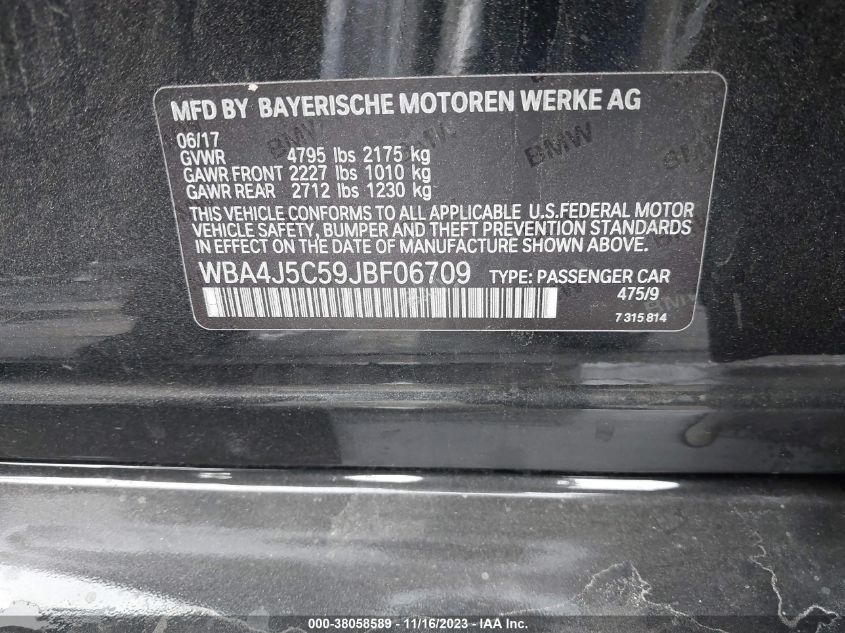 MFD BY BAYERISCHE MOTOREN WERKE AG
06/17
GVWR 4795 lbs 2175 kg
GAWR FRONT 2227 lbs 1010 kg
GAWR REAR 2712 lbs 1230 kg
THIS VEHICLE CONFORMS TO ALL APPLICABLE U.S.FEDERAL MOTOR
VEHICLE SAFETY, BUMPER AND THEFT PREVENTION STANDARDS
IN EFFECT ON THE DATE OF MANUFACTURE SHOWN ABOVE.
WBA4J5C59JBF06709 TYPE: PASSENGER CAR
475/9
7 315 814
BMW
BMW
000-38058589 - 11/16/2023 - IAA Inc.